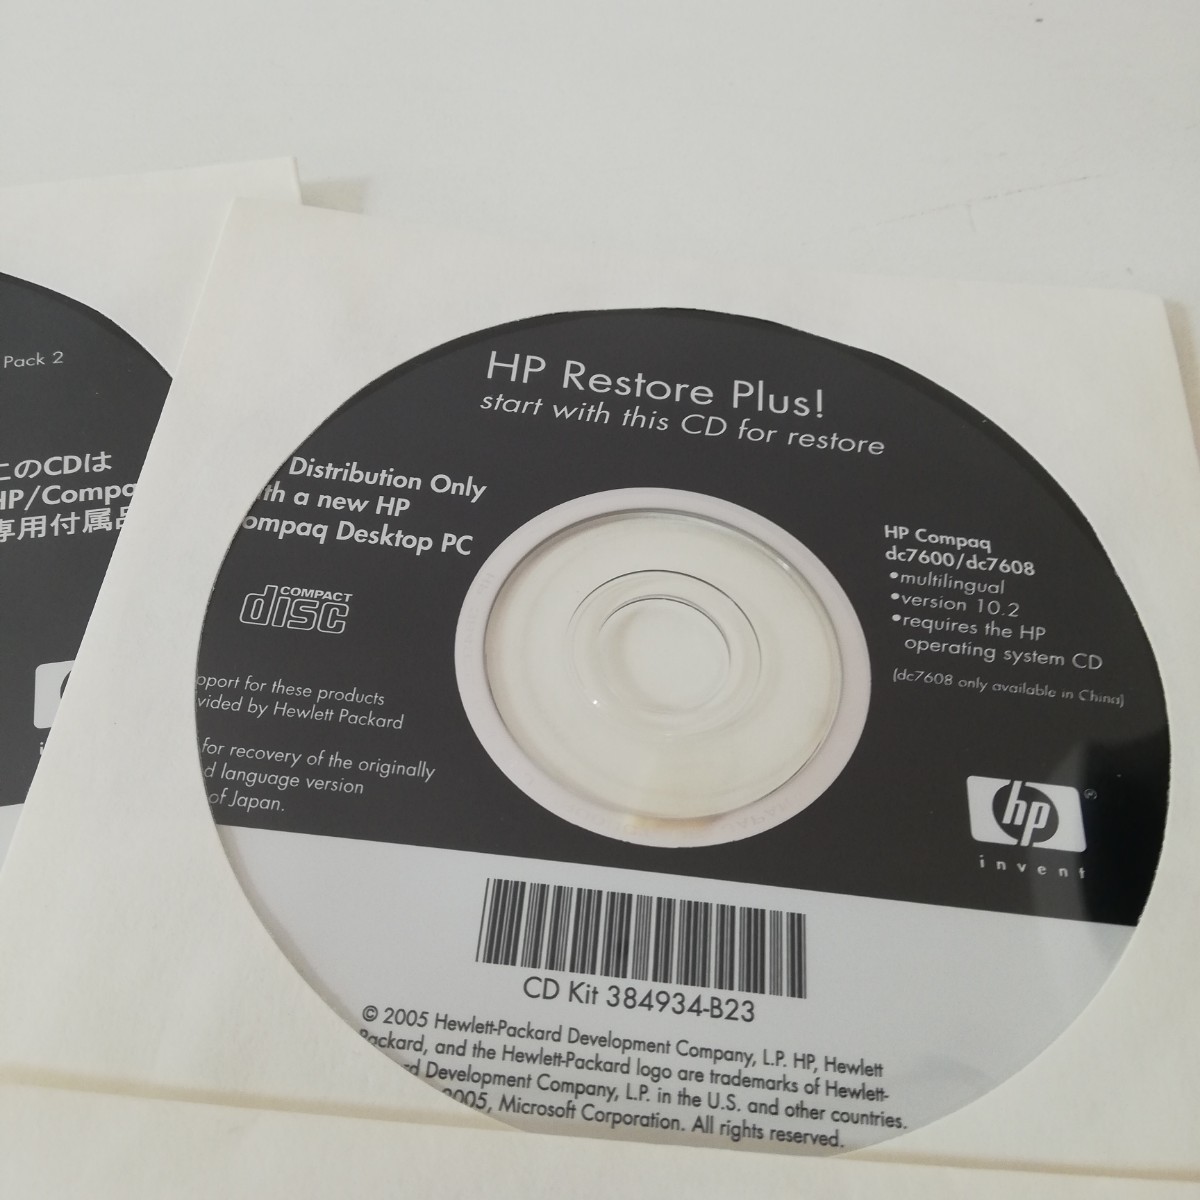 Pack 2
このCDは
HP/Compa
専用付属品
HP Restore Plus!
start with this CD for restore
Distribution Only
with a new HP
Compaq Desktop PC
COMPACT
disc
HP Compaq
dc7600/dc7608
•multilingual
•version 10.2
•requires the HP
operating system CD
(dc7608 only available in China)
pport for these products
vided by Hewlett Packard
for recovery of the originally
d language version
of Japan.
hp®
invent
CD Kit 384934-B23
© 2005 Hewlett-Packard Development Company, L.P. HP, Hewlett
Packard, and the Hewlett-Packard logo are trademarks of Hewlett-
rd Development Company, L.P. in the U.S. and other countries.
2005, Microsoft Corporation. All rights reserved.